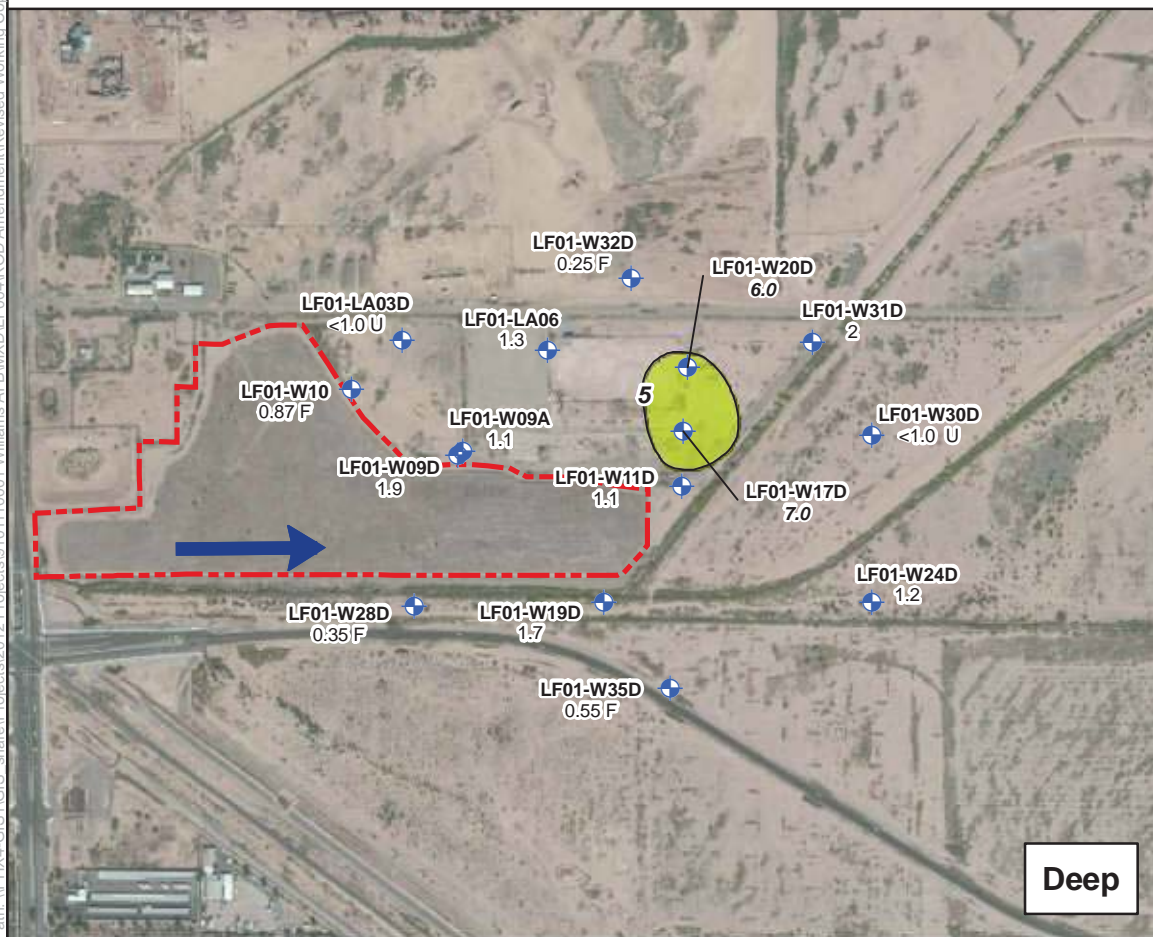 LF01-W32D
0.25 F
LF01-W20D
6.0
LF01-LA03D
<1.0 U
LF01-LA06
1.3
LF01-W31D
2
LF01-W10
0.87 F
5
LF01-W09A
1.1
LF01-W30D
<1.0 U
LF01-W09D
1.9
LF01-W11D
1.1
LF01-W17D
7.0
LF01-W24D
1.2
LF01-W28D
0.35 F
LF01-W19D
1.7
LF01-W35D
0.55 F
Deep